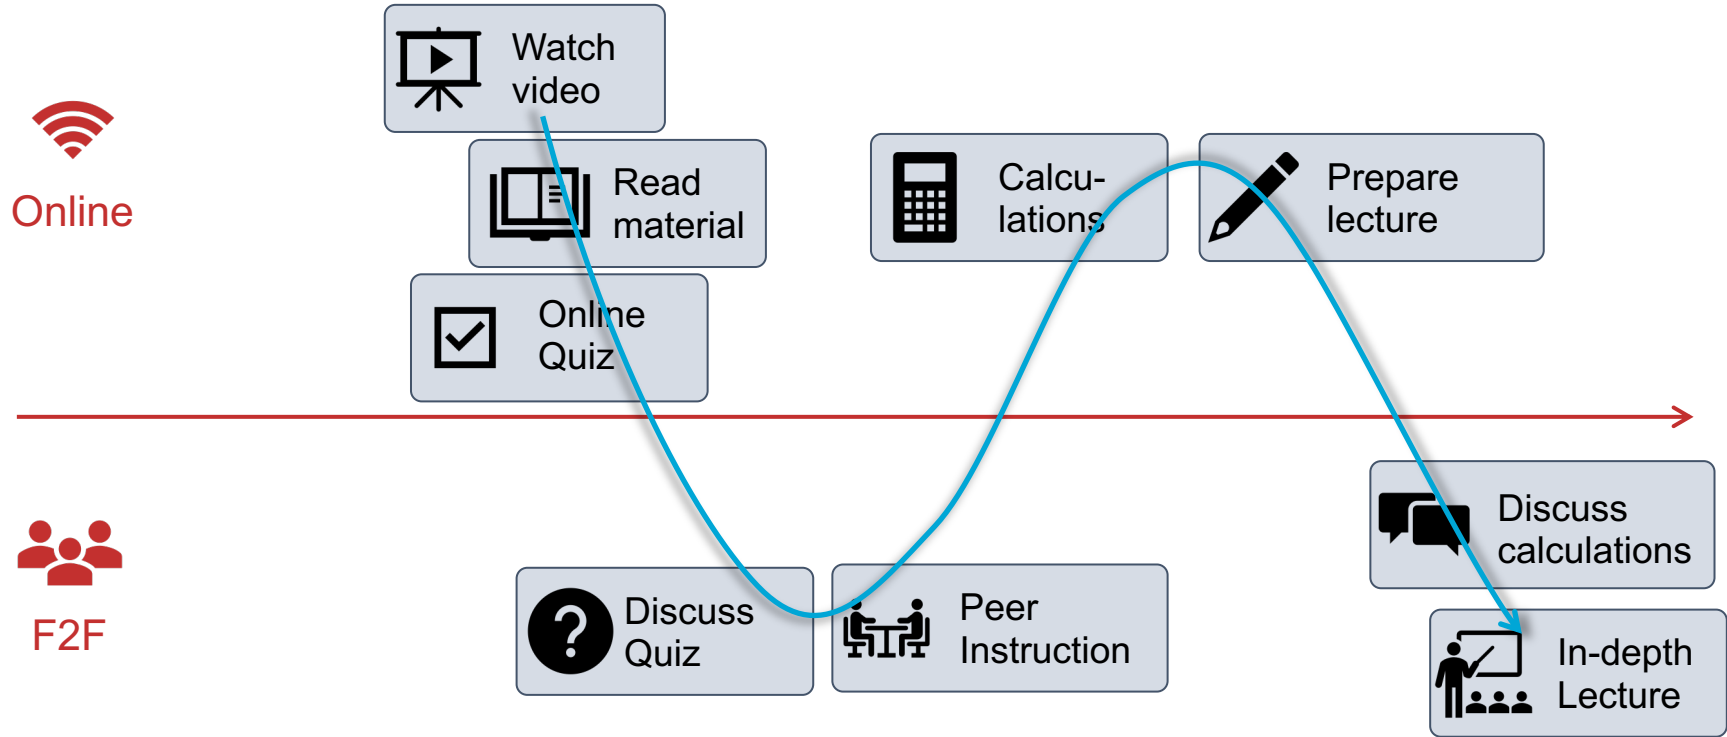 Watch
video
Online
Read
material
Calcu-
lations
Prepare
lecture
Online
Quiz
F2F
Discuss
Quiz
Peer
Instruction
Discuss
calculations
In-depth
Lecture